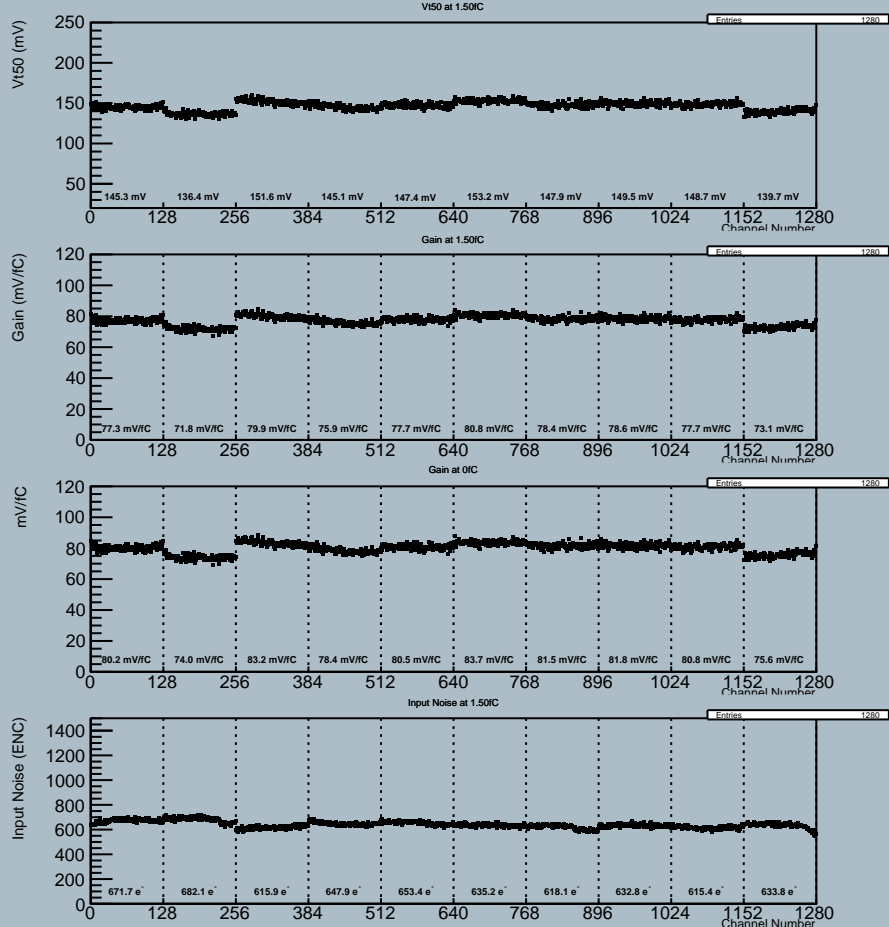 Vt50 at 1.50fC
Entries 1280
Vt50 (mV)
250
200
150
100
50
145.3 mV 136.4 mV 151.6 mV 145.1 mV 147.4 mV 153.2 mV 147.9 mV 149.5 mV 148.7 mV 139.7 mV
0 128 256 384 512 640 768 896 1024 1152 1280
Channel Number
Gain at 1.50fC
Entries 1280
Gain (mV/fC)
120
100
80
60
40
20
0
77.3 mV/fC 71.8 mV/fC 79.9 mV/fC 75.9 mV/fC 77.7 mV/fC 80.8 mV/fC 78.4 mV/fC 78.6 mV/fC 77.7 mV/fC 73.1 mV/fC
0 128 256 384 512 640 768 896 1024 1152 1280
Channel Number
Gain at 0fC
Entries 1280
mV/fC
120
100
80
60
40
20
0
80.2 mV/fC 74.0 mV/fC 83.2 mV/fC 78.4 mV/fC 80.5 mV/fC 83.7 mV/fC 81.5 mV/fC 81.8 mV/fC 80.8 mV/fC 75.6 mV/fC
0 128 256 384 512 640 768 896 1024 1152 1280
Channel Number
Input Noise at 1.50fC
Entries 1280
Input Noise (ENC)
1400
1200
1000
800
600
400
200
0
671.7 e⁻ 682.1 e⁻ 615.9 e⁻ 647.9 e⁻ 653.4 e⁻ 635.2 e⁻ 618.1 e⁻ 632.8 e⁻ 615.4 e⁻ 633.8 e⁻
0 128 256 384 512 640 768 896 1024 1152 1280
Channel Number